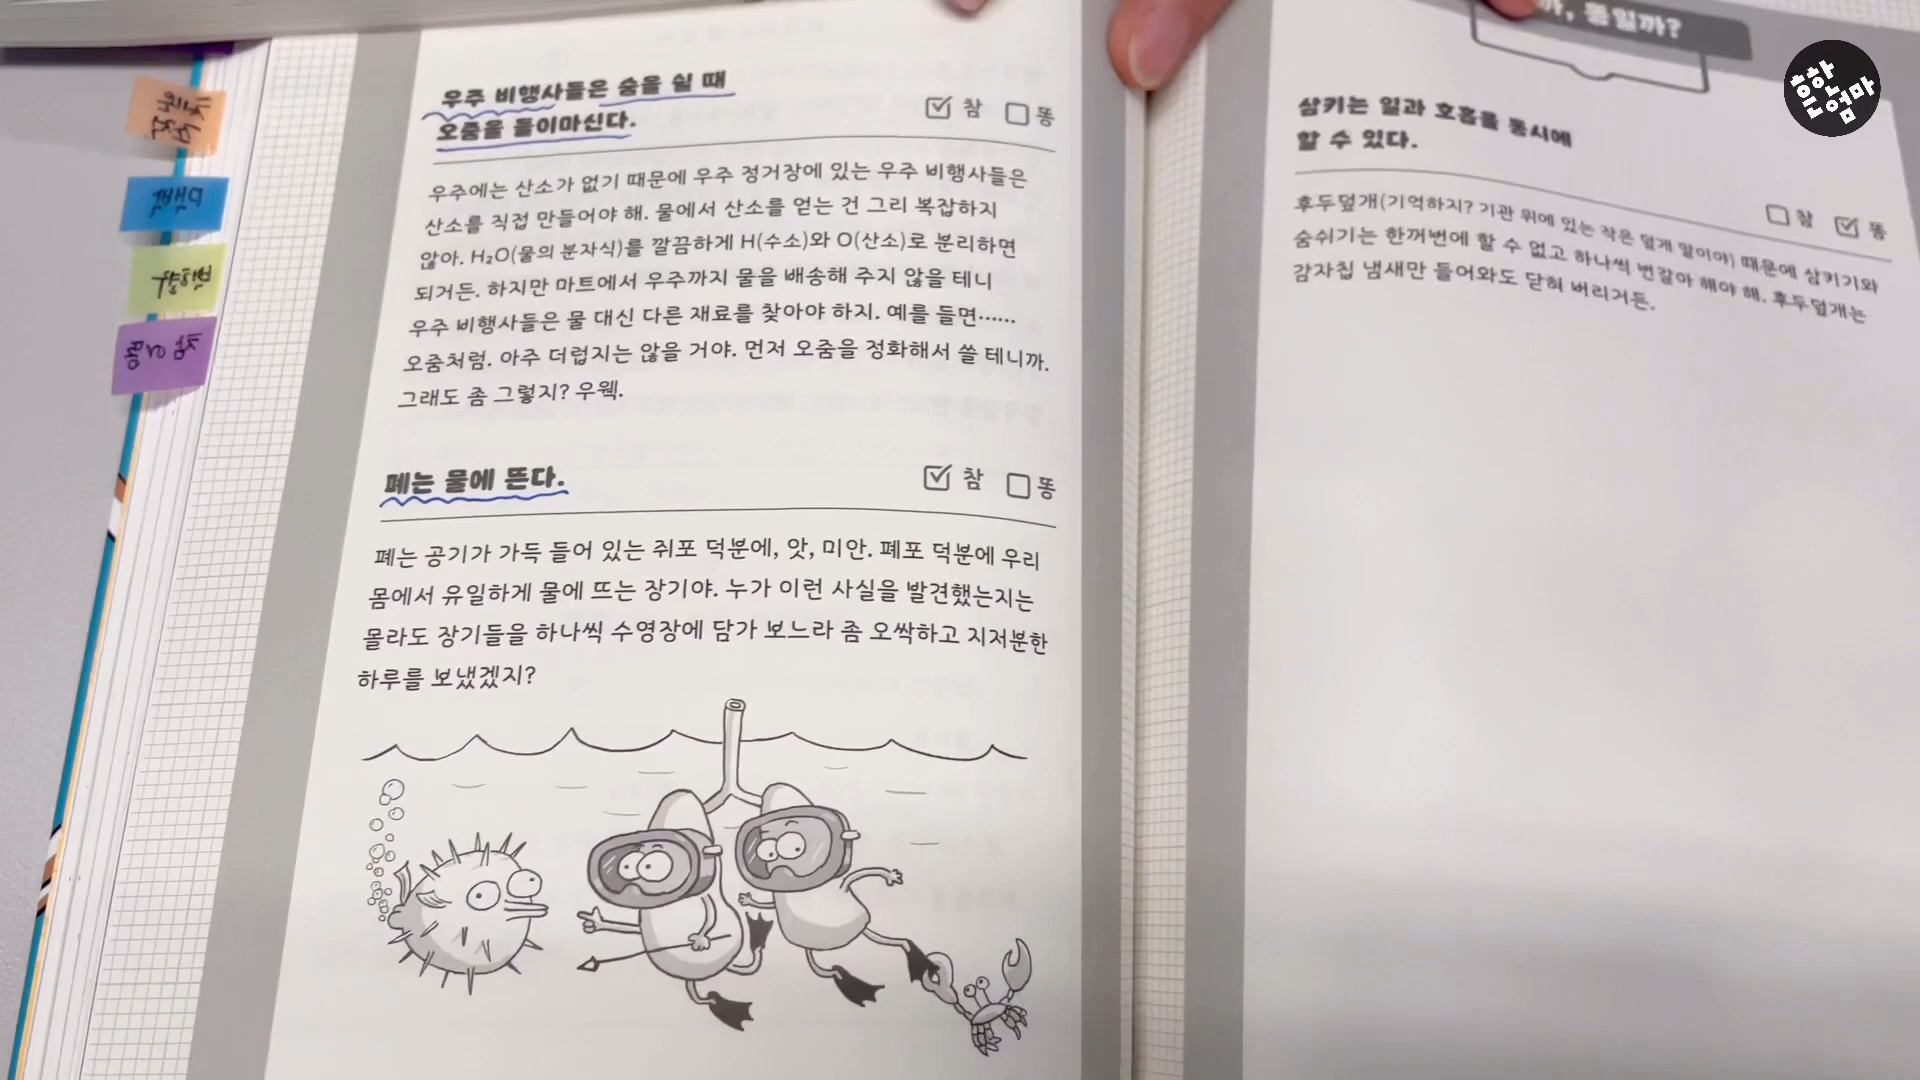 우주 비행사들은 숨을 쉴 때
오줌을 들이마신다.
참 똥
우주에는 산소가 없기 때문에 우주 정거장에 있는 우주 비행사들은
산소를 직접 만들어야 해. 물에서 산소를 얻는 건 그리 복잡하지
않아. H₂O(물의 분자식)를 깔끔하게 H(수소)와 O(산소)로 분리하면
되거든. 하지만 마트에서 우주까지 물을 배송해 주지 않을 테니
우주 비행사들은 물 대신 다른 재료를 찾아야 하지. 예를 들면……
오줌처럼. 아주 더럽지는 않을 거야. 먼저 오줌을 정화해서 쓸 테니까.
그래도 좀 그렇지? 우웩.
폐는 물에 뜬다.
참 똥
폐는 공기가 가득 들어 있는 쥐포 덕분에, 앗, 미안. 폐포 덕분에 우리
몸에서 유일하게 물에 뜨는 장기야. 누가 이런 사실을 발견했는지는
몰라도 장기들을 하나씩 수영장에 담가 보느라 좀 오싹하고 지저분한
하루를 보냈겠지?
까, 똥일까?
삼키는 일과 호흡을 동시에
할 수 있다.
참 똥
후두덮개(기억하지? 기관 위에 있는 작은 덮개 말이야) 때문에 삼키기와
숨쉬기는 한꺼번에 할 수 없고 하나씩 번갈아 해야 해. 후두덮개는
감자칩 냄새만 들어와도 닫혀 버리거든.
흔한엄마